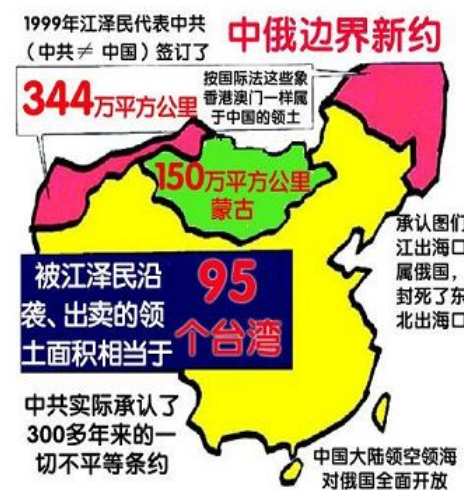 1999年江泽民代表中共
（中共≠ 中国）签订了
中俄边界新约
344万平方公里
按国际法这些象
香港澳门一样属
于中国的领土
150万平方公里
蒙古
承认图们
江出海口
属俄国，
封死了东
北出海口
被江泽民沿
袭、出卖的领
土面积相当于
95
个台湾
中共实际承认了
300多年来的一
切不平等条约
中国大陆领空领海
对俄国全面开放